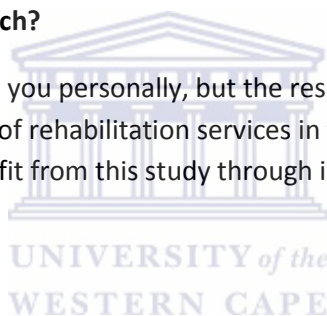 ch?
you personally, but the res
of rehabilitation services in
fit from this study through i
UNIVERSITY of the
WESTERN CAPE